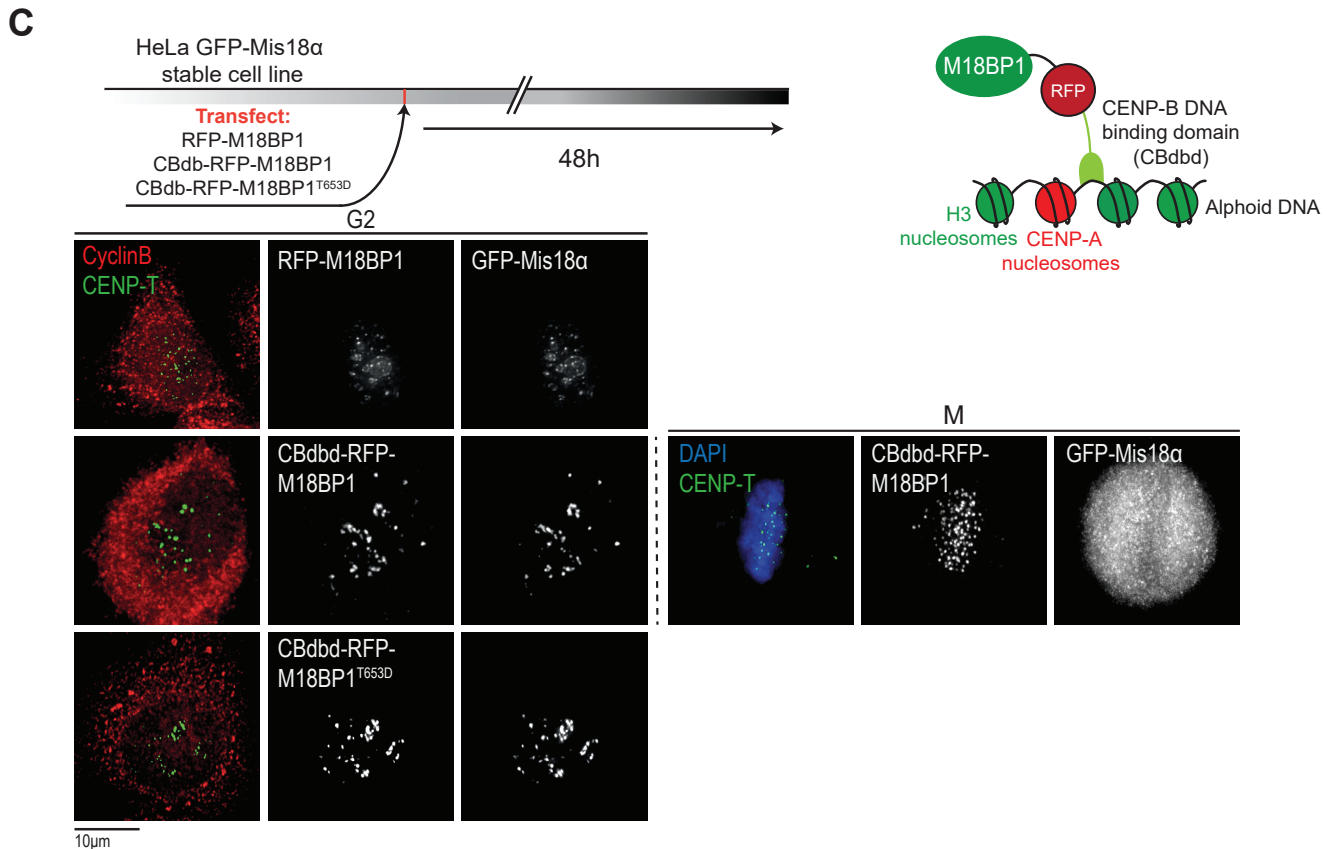 C
HeLa GFP-Mis18α
stable cell line
Transfect:
RFP-M18BP1
CBdb-RFP-M18BP1
CBdb-RFP-M18BP1T653D
48h
M18BP1
RFP
CENP-B DNA
binding domain
(CBdbd)
Alphoid DNA
H3
nucleosomes
CENP-A
nucleosomes
G2
CyclinB
CENP-T
RFP-M18BP1
GFP-Mis18α
CBdbd-RFP-
M18BP1
M
DAPI
CENP-T
CBdbd-RFP-
M18BP1
GFP-Mis18α
CBdbd-RFP-
M18BP1T653D
10µm